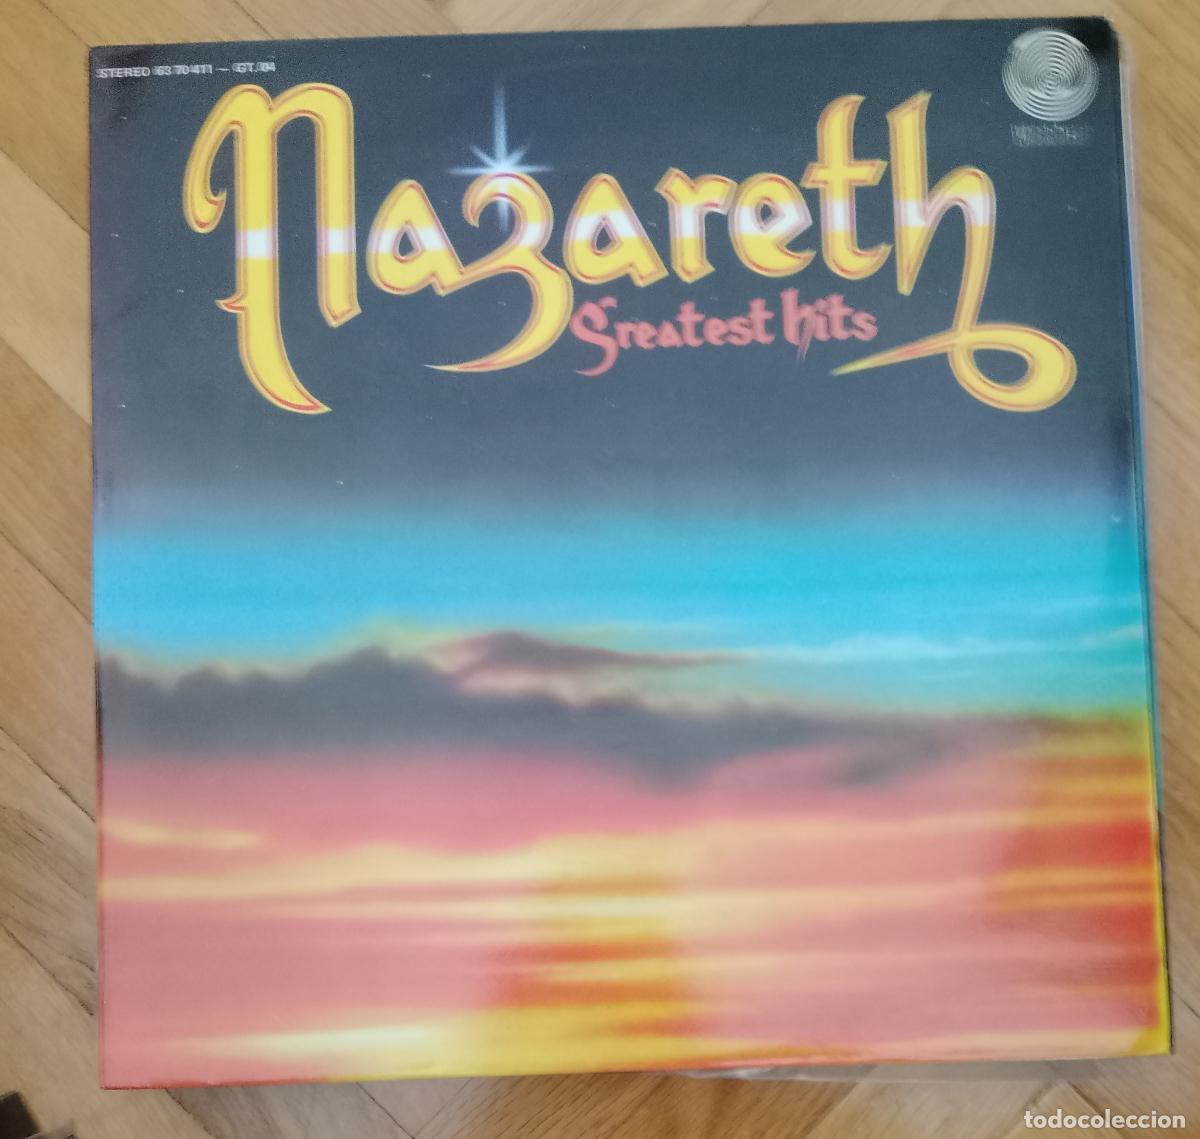 STEREO 63 70 411 - GT. 04
Nazareth
Greatest hits
todocoleccion